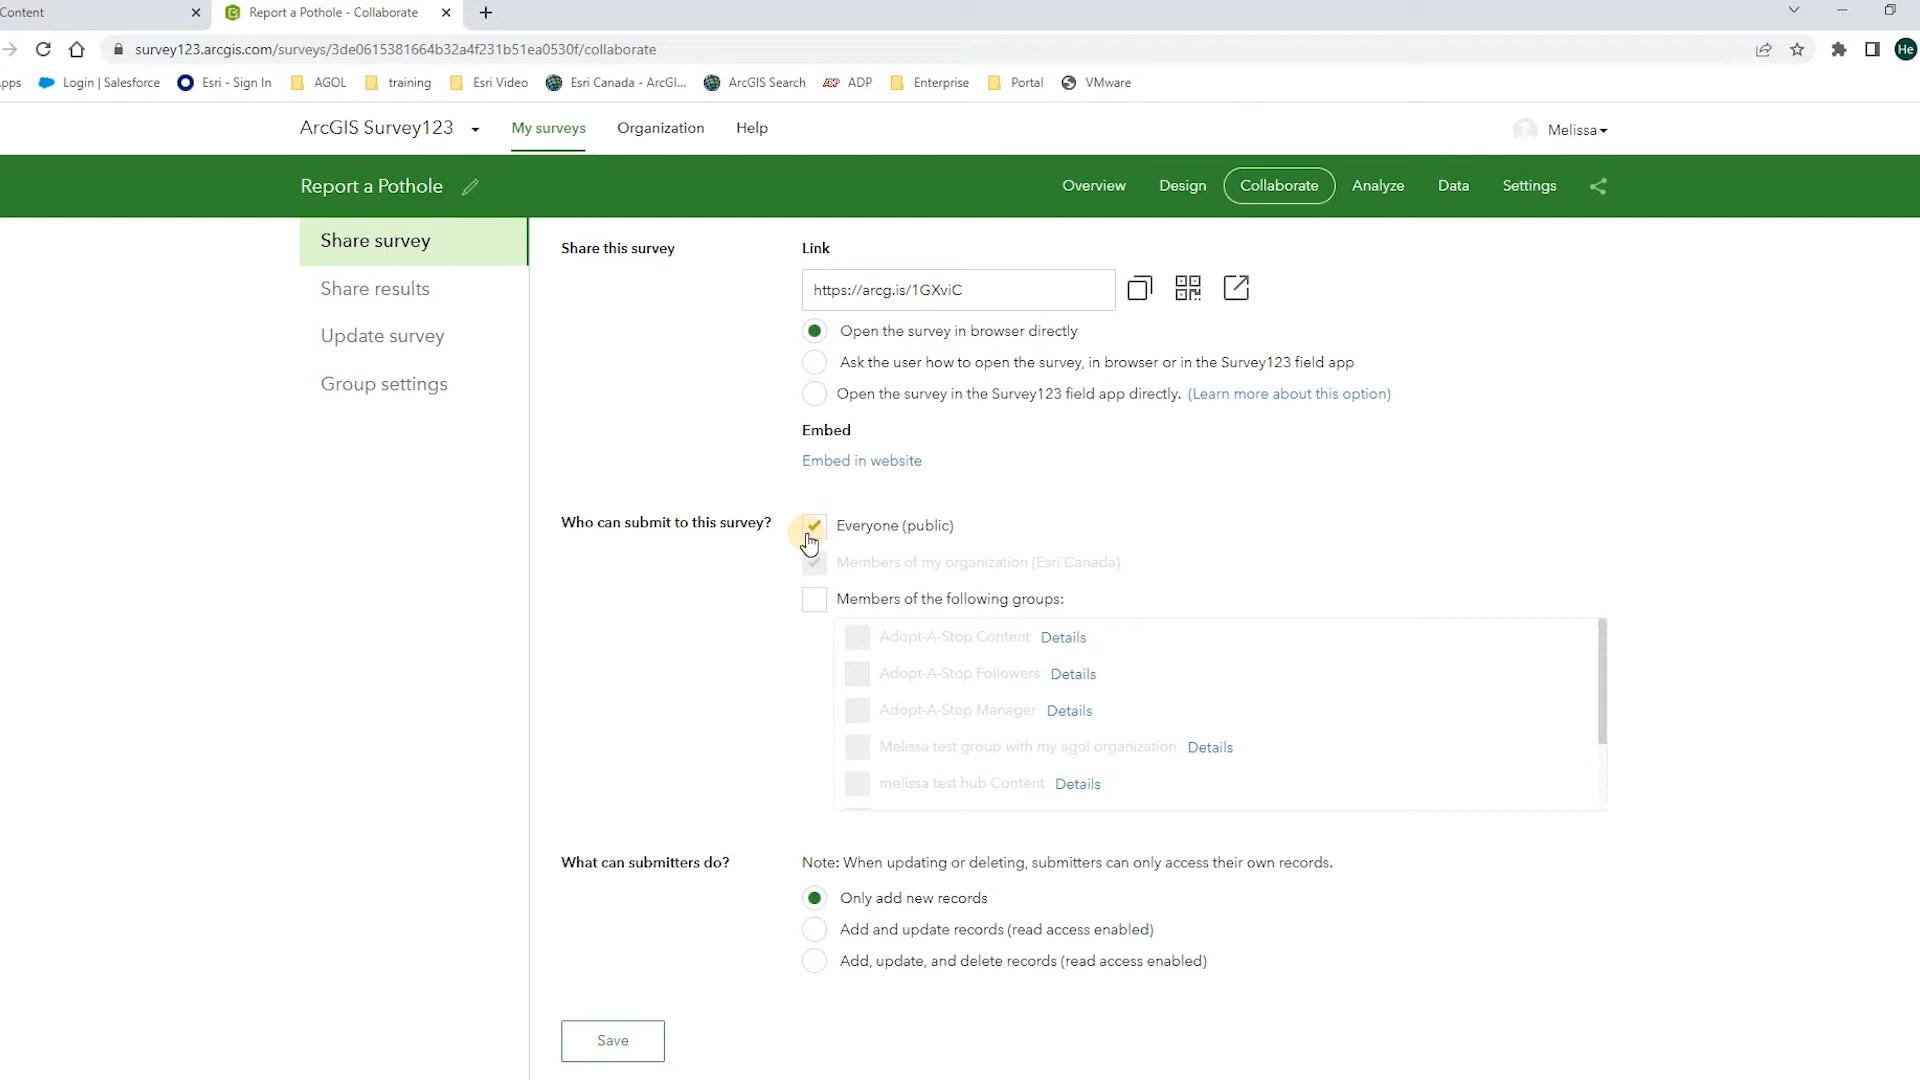 Content
Report a Pothole - Collaborate
survey123.arcgis.com/surveys/3de0615381664b32a4f231b51ea0530f/collaborate
He
pps
Login | Salesforce
Esri - Sign In
AGOL
training
Esri Video
Esri Canada - ArcGI...
ArcGIS Search
ADP
Enterprise
Portal
VMware
ArcGIS Survey123
My surveys
Organization
Help
Melissa
Report a Pothole
Overview
Design
Collaborate
Analyze
Data
Settings
Share survey
Share results
Update survey
Group settings
Share this survey
Link
https://arcg.is/1GXviC
Open the survey in browser directly
Ask the user how to open the survey, in browser or in the Survey123 field app
Open the survey in the Survey123 field app directly. (Learn more about this option)
Embed
Embed in website
Who can submit to this survey?
Everyone (public)
Members of my organization (Esri Canada)
Members of the following groups:
Adopt-A-Stop Content Details
Adopt-A-Stop Followers Details
Adopt-A-Stop Manager Details
Melissa test group with my agol organization Details
melissa test hub Content Details
What can submitters do?
Note: When updating or deleting, submitters can only access their own records.
Only add new records
Add and update records (read access enabled)
Add, update, and delete records (read access enabled)
Save